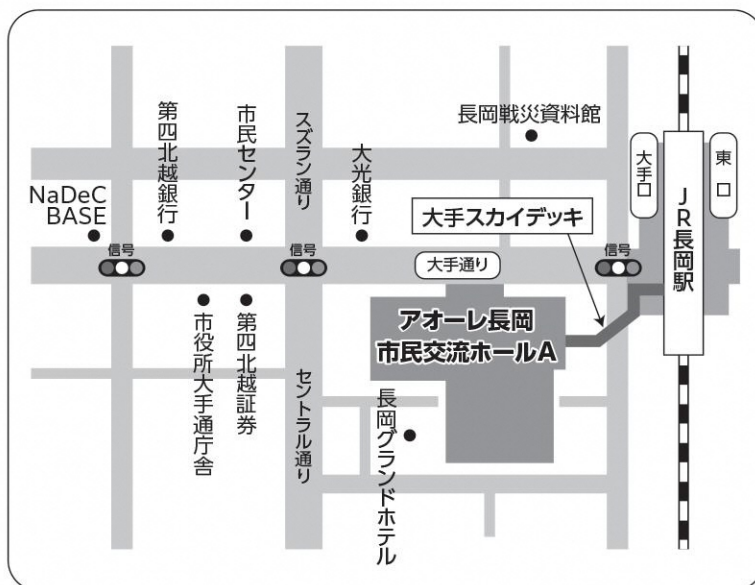 長岡戦災資料館
第四北越銀行
市民センター
スズラン通り
大光銀行
大手口
東口
NaDeC
BASE
大手スカイデッキ
JR長岡駅
信号
信号
信号
大手通り
アオーレ長岡
市民交流ホールA
市役所大手通庁舎
第四北越証券
セントラル通り
長岡グランドホテル